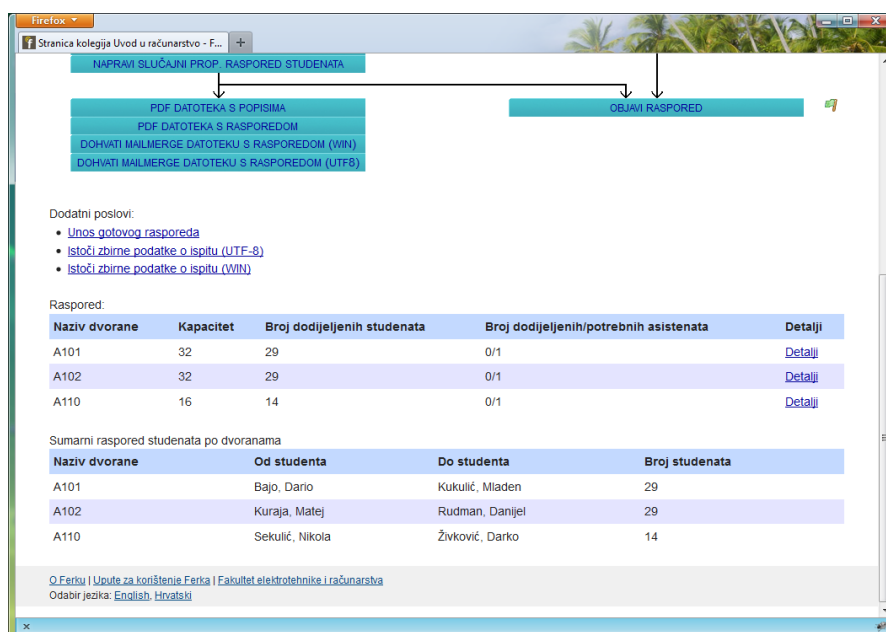 Firefox
Stranica kolegija Uvod u računarstvo - F...
NAPRAVI SLUČAJNI PROP. RASPORED STUDENATA
PDF DATOTEKA S POPISIMA
OBJAVI RASPORED
PDF DATOTEKA S RASPOREDOM
DOHVATI MAILMERGE DATOTEKU S RASPOREDOM (WIN)
DOHVATI MAILMERGE DATOTEKU S RASPOREDOM (UTF8)
Dodatni poslovi:
Unos gotovog rasporeda
Istoči zbirne podatke o ispitu (UTF-8)
Istoči zbirne podatke o ispitu (WIN)
Raspored:
Naziv dvorane Kapacitet Broj dodijeljenih studenata Broj dodijeljenih/potrebnih asistenata Detalji
A101 32 29 0/1 Detalji
A102 32 29 0/1 Detalji
A110 16 14 0/1 Detalji
Sumarni raspored studenata po dvoranama
Naziv dvorane Od studenta Do studenta Broj studenata
A101 Bajo, Dario Kukulić, Mladen 29
A102 Kuraja, Matej Rudman, Danijel 29
A110 Sekulić, Nikola Živković, Darko 14
O Ferku | Upute za korištenje Ferka | Fakultet elektrotehnike i računarstva
Odabir jezika: English, Hrvatski